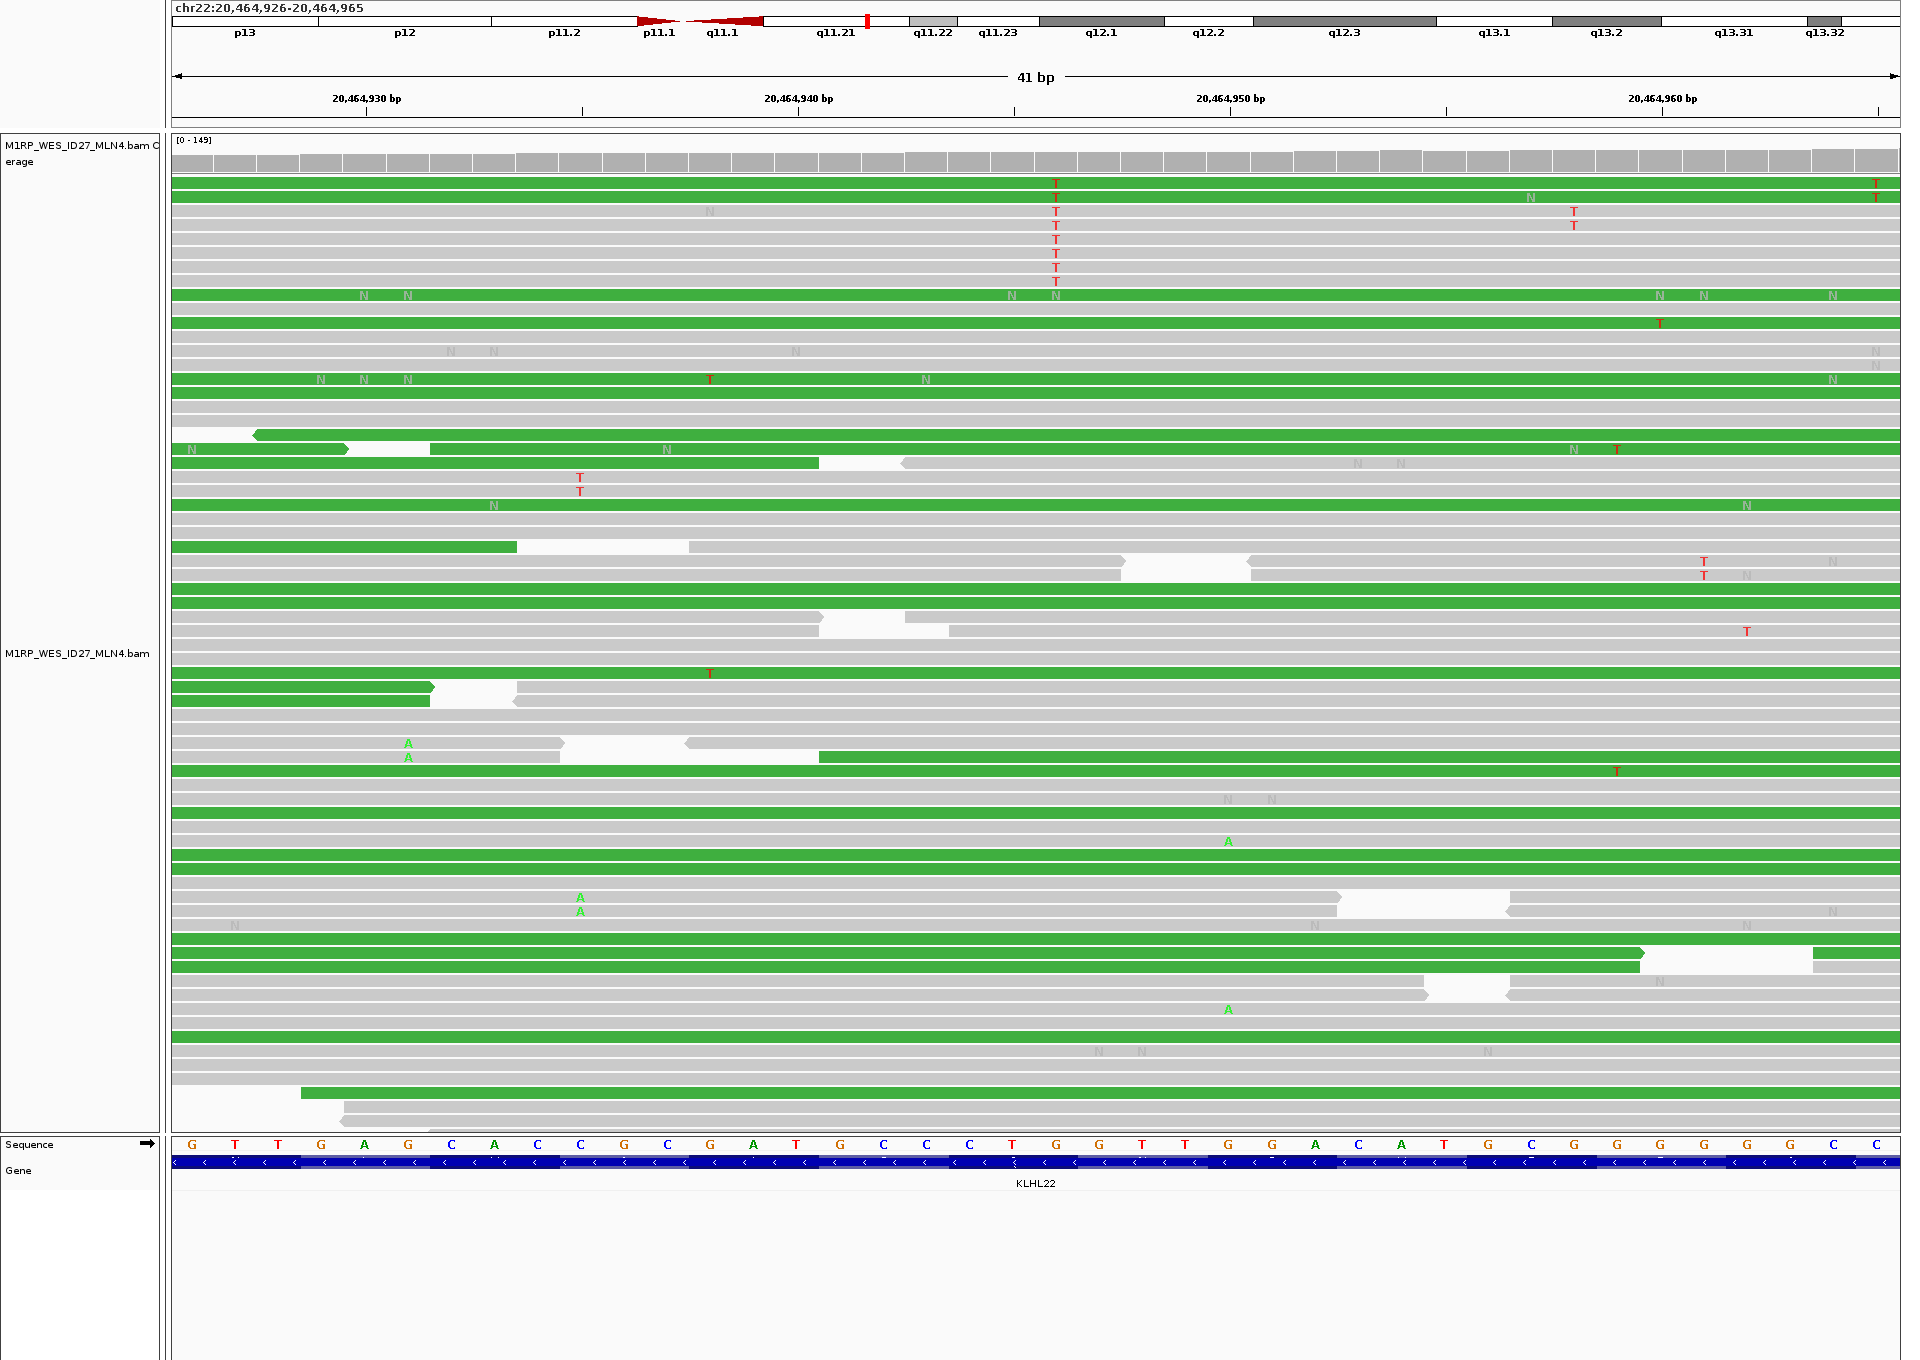 chr22:20,464,926-20,464,965
p13 p12 p11.2 p11.1 q11.1 q11.21 q11.22 q11.23 q12.1 q12.2 q12.3 q13.1 q13.2 q13.31 q13.32
41 bp
20,464,930 bp 20,464,940 bp 20,464,950 bp 20,464,960 bp
M1RP_WES_ID27_MLN4.bam C
erage
[0 - 149]
T T
T N T
N T T
T T
T
T
T
T
N N N N N N N
T
N N N N
N
N N N T N N
N N N T
N N
T
T
N N
T N
T N
T
M1RP_WES_ID27_MLN4.bam
T
A
A
T
N N
A
A
A N
N N N
N
A
N N N
Sequence G T T G A G C A C C G C G A T G C C C T G G T T G G A C A T G C G G G G G G C C
Gene
KLHL22